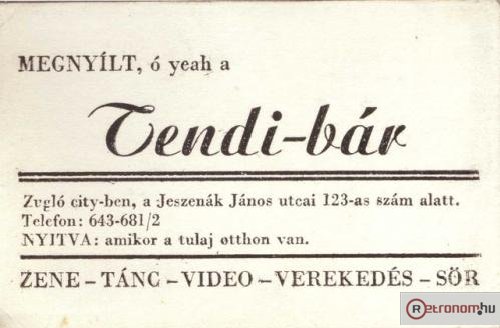 MEGNYÍLT, ó yeah a
Tendi-bár
Zugló city-ben, a Jeszenák János utcai 123-as szám alatt.
Telefon: 643-681/2
NYITVA: amikor a tulaj otthon van.
ZENE – TÁNC – VIDEO – VEREKEDÉS – SÖR
Retronom.hu